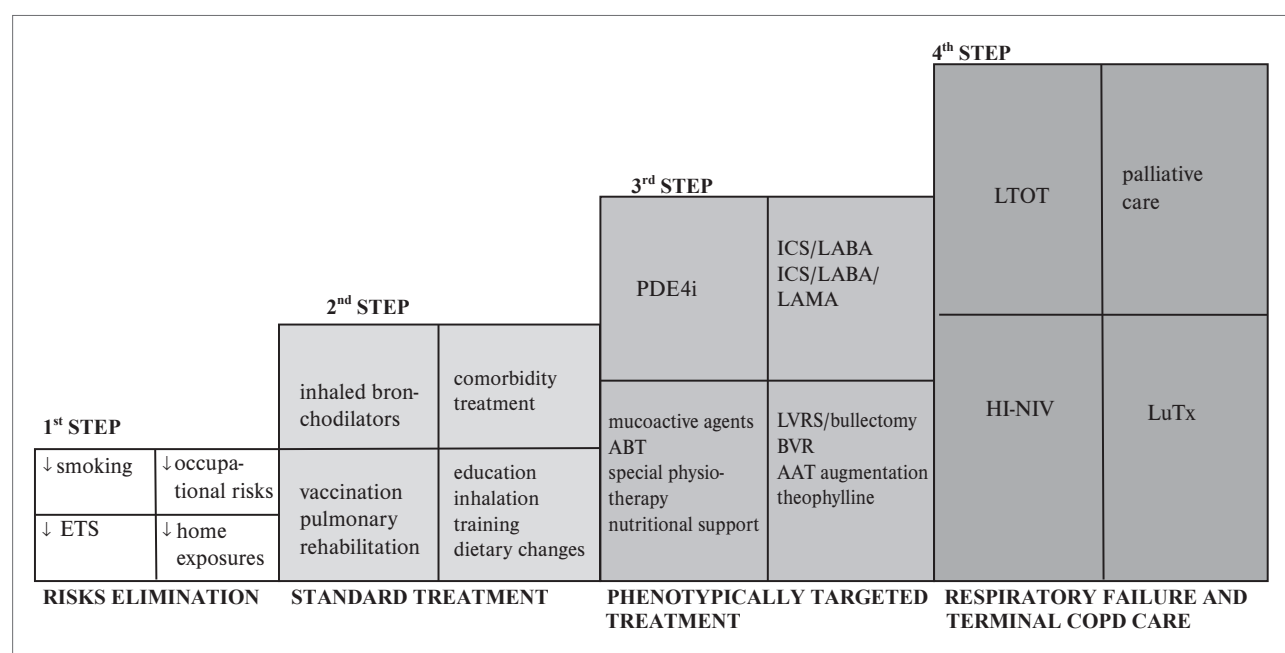 1st STEP
↓ smoking
↓ occupa-
tional risks
↓ ETS
↓ home
exposures
RISKS ELIMINATION
2nd STEP
inhaled bron-
chodilators
comorbidity
treatment
vaccination
pulmonary
rehabilitation
education
inhalation
training
dietary changes
STANDARD TREATMENT
3rd STEP
PDE4i
ICS/LABA
ICS/LABA/
LAMA
mucoactive agents
ABT
special physio-
therapy
nutritional support
LVRS/bullectomy
BVR
AAT augmentation
theophylline
PHENOTYPICALLY TARGETED
TREATMENT
4th STEP
LTOT
palliative
care
HI-NIV
LuTx
RESPIRATORY FAILURE AND
TERMINAL COPD CARE